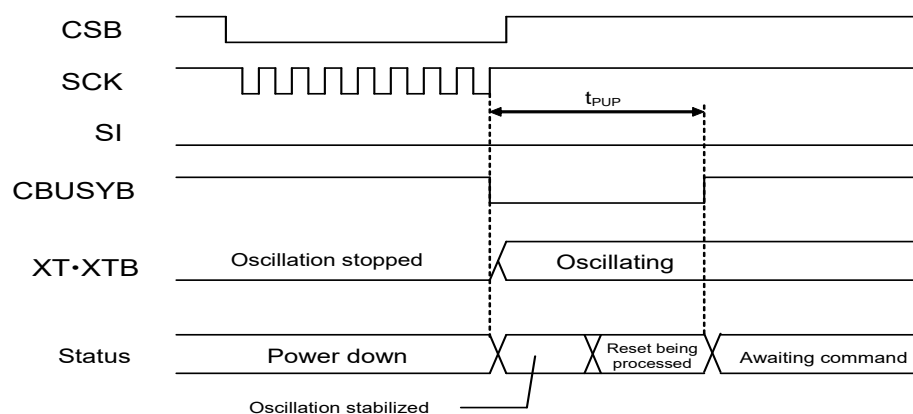 CSB
SCK
tPUP
SI
CBUSYB
XT•XTB
Oscillation stopped
Oscillating
Status
Power down
Reset being
processed
Awaiting command
Oscillation stabilized